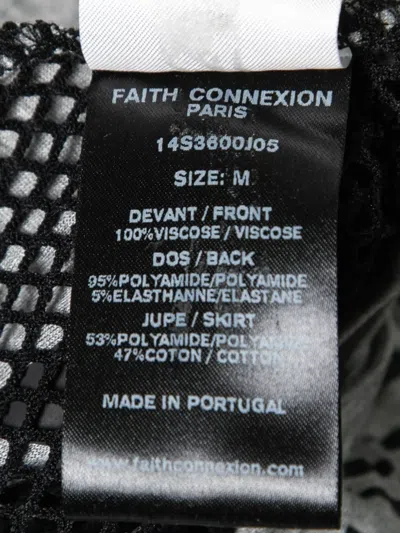 FAITH CONNEXION
PARIS
14S3600J05
SIZE: M
DEVANT / FRONT
100%VISCOSE / VISCOSE
DOS / BACK
95%POLYAMIDE/POLYAMIDE
5%ELASTHANNE/ELASTANE
JUPE / SKIRT
53%POLYAMIDE/POLYAMIDE
47%COTON / COTTON
MADE IN PORTUGAL
www.faithconnexion.com